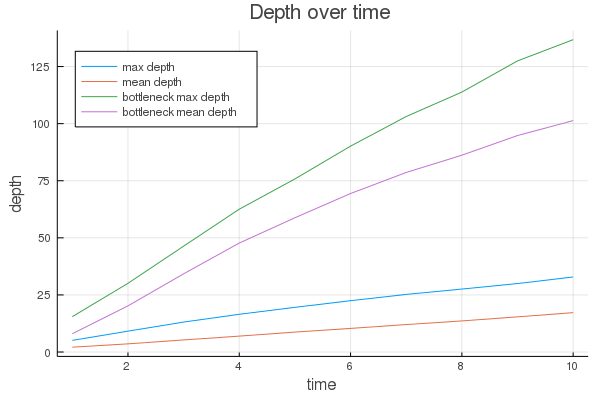 Depth over time
max depth
mean depth
bottleneck max depth
bottleneck mean depth
125
100
75
50
25
0
depth
2 4 6 8 10
time